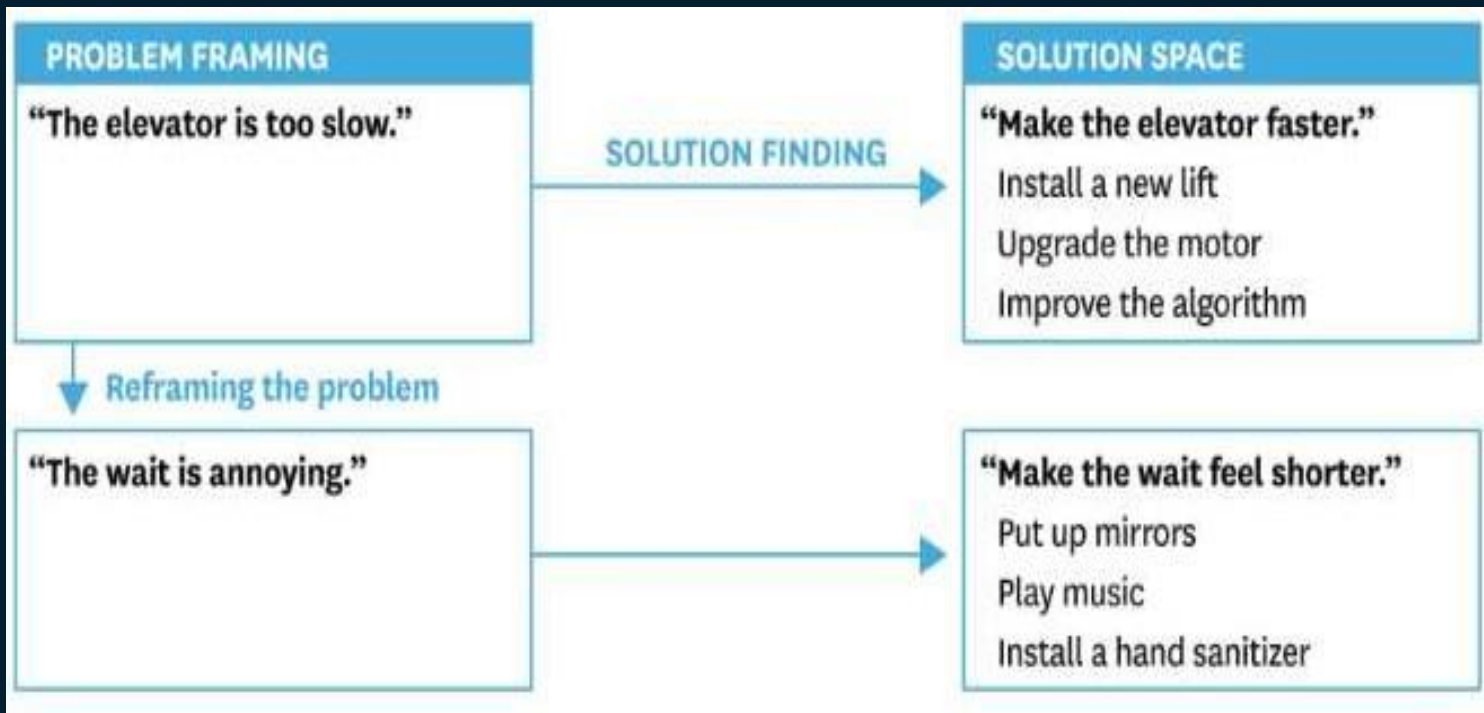 PROBLEM FRAMING
“The elevator is too slow.”
SOLUTION FINDING
SOLUTION SPACE
“Make the elevator faster.”
Install a new lift
Upgrade the motor
Improve the algorithm
Reframing the problem
“The wait is annoying.”
“Make the wait feel shorter.”
Put up mirrors
Play music
Install a hand sanitizer